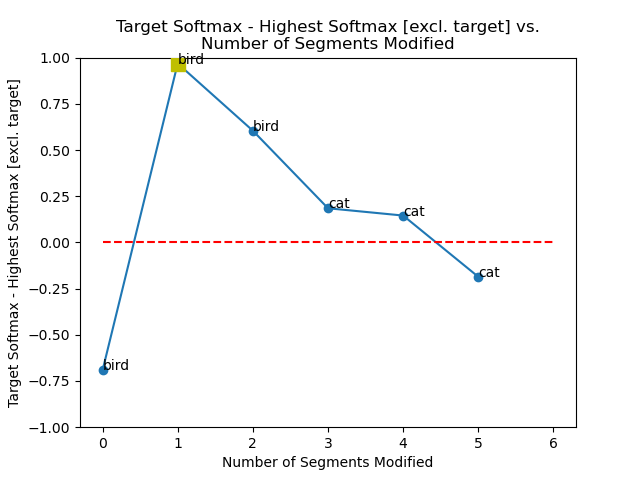 Target Softmax - Highest Softmax [excl. target] vs.
Number of Segments Modified
Target Softmax - Highest Softmax [excl. target]
1.00
0.75
0.50
0.25
0.00
−0.25
−0.50
−0.75
−1.00
bird
bird
bird
cat
cat
cat
0 1 2 3 4 5 6
Number of Segments Modified